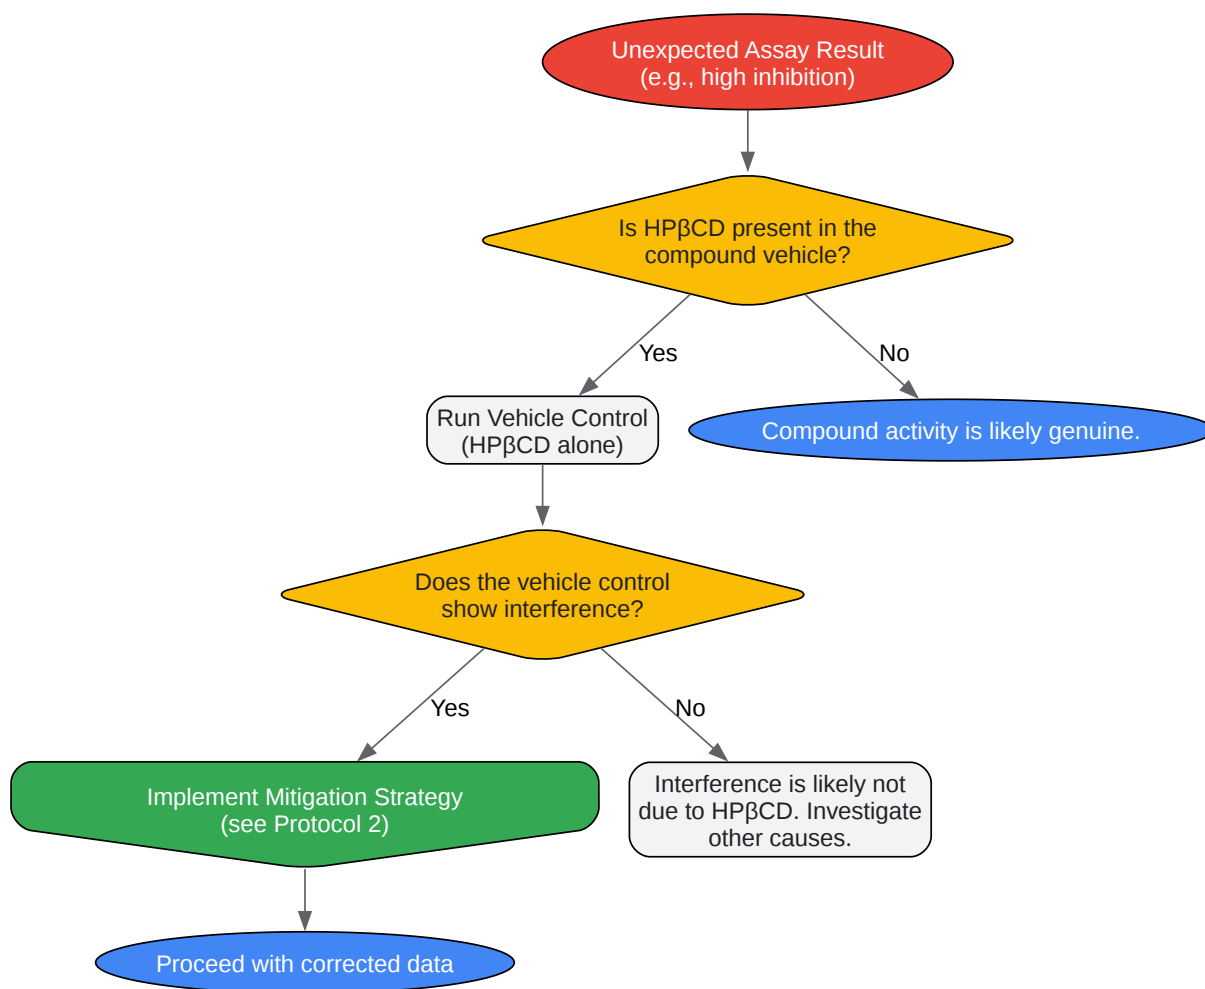 Unexpected Assay Result
(e.g., high inhibition)
Is HPβCD present in the
compound vehicle?
Yes
No
Run Vehicle Control
(HPβCD alone)
Compound activity is likely genuine.
Does the vehicle control
show interference?
Yes
No
Implement Mitigation Strategy
(see Protocol 2)
Interference is likely not
due to HPβCD. Investigate
other causes.
Proceed with corrected data